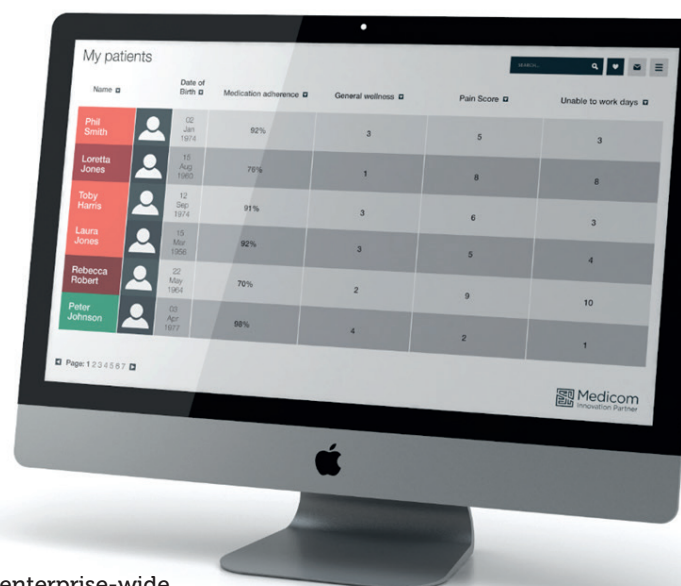 My patients
SEARCH...
Name Date of Birth Medication adherence General wellness Pain Score Unable to work days
Phil Smith 02 Jan 1974 92% 3 5 3
Loretta Jones 15 Aug 1960 76% 1 8 8
Toby Harris 12 Sep 1974 91% 3 6 3
Laura Jones 15 Mar 1956 92% 3 5 4
Rebecca Robert 22 May 1964 70% 2 9 10
Peter Johnson 03 Apr 1977 98% 4 2 1
Page: 1 2 3 4 5 6 7
Medicom
Innovation Partner
enterprise-wide